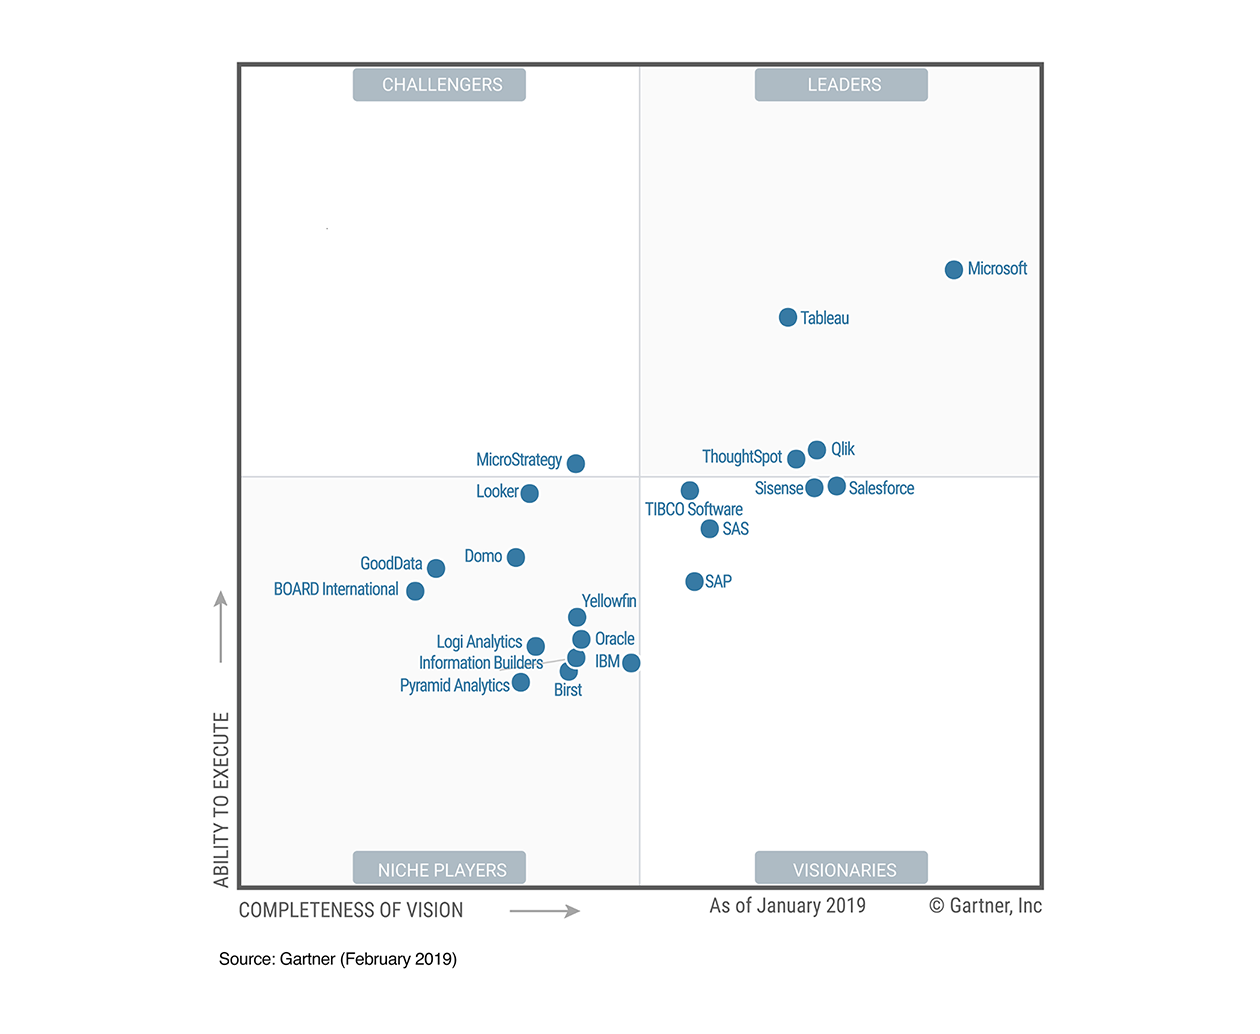 CHALLENGERS
LEADERS
Microsoft
Tableau
Qlik
ThoughtSpot
MicroStrategy
Sisense
Salesforce
Looker
TIBCO Software
SAS
Domo
GoodData
SAP
BOARD International
Yellowfin
Oracle
Logi Analytics
Information Builders
IBM
Pyramid Analytics
Birst
ABILITY TO EXECUTE
NICHE PLAYERS
VISIONARIES
COMPLETENESS OF VISION
As of January 2019
© Gartner, Inc
Source: Gartner (February 2019)